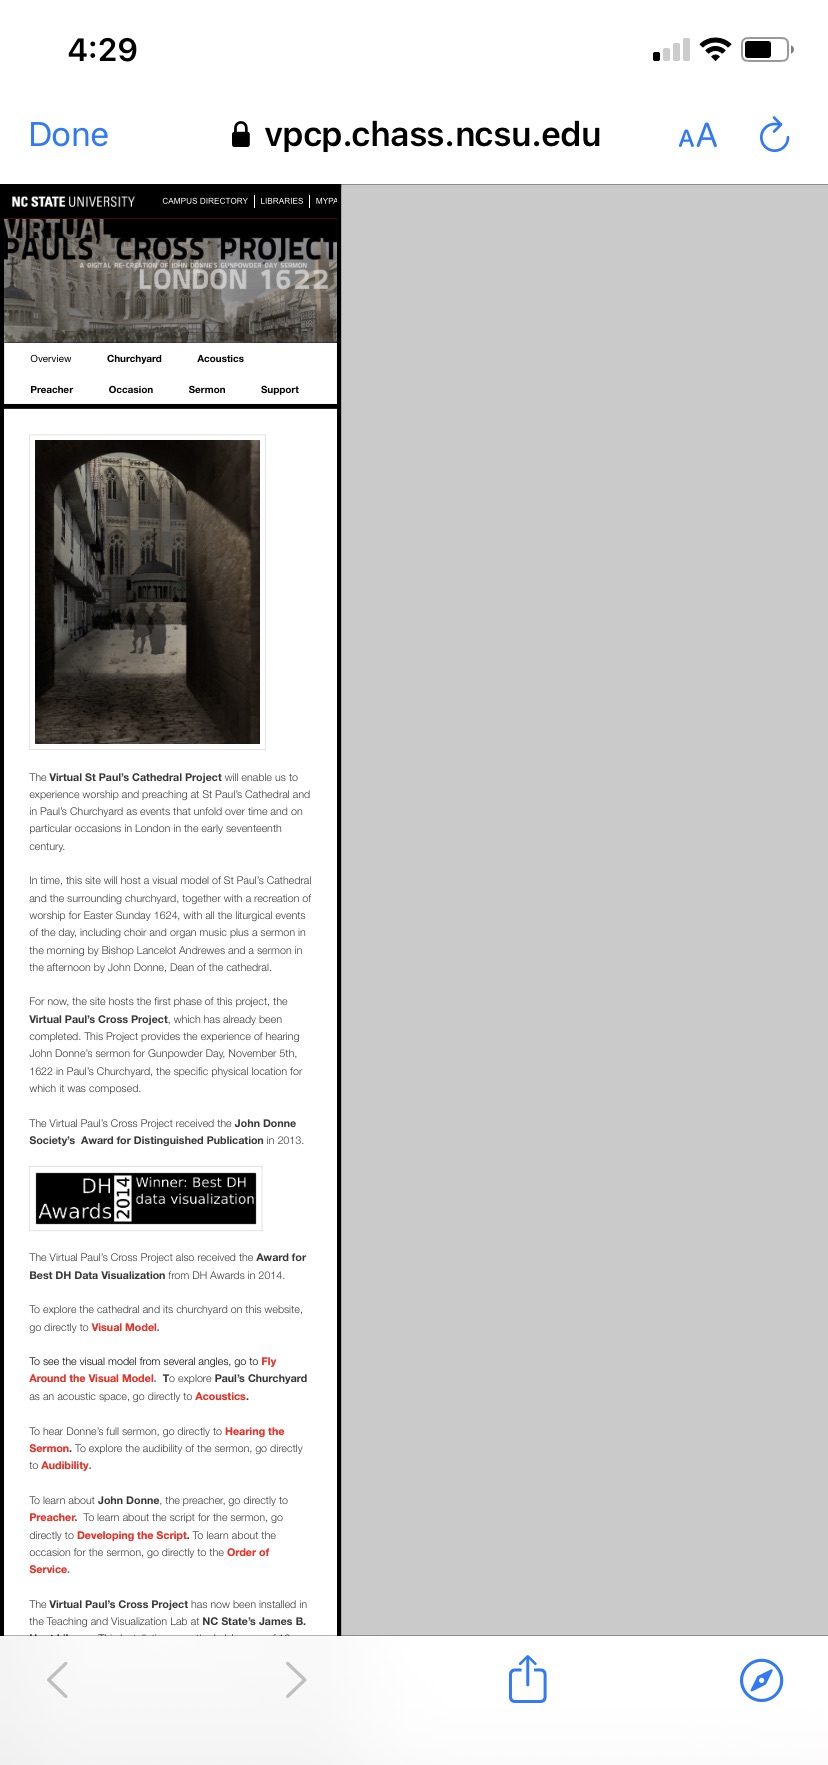 4:29
Done
vpcp.chass.ncsu.edu
AA
NC STATE UNIVERSITY
CAMPUS DIRECTORY
LIBRARIES
MYPA
VIRTUAL
PAULS CROSS PROJECT
A DIGITAL RE-CREATION OF JOHN DONNE'S GUNPOWDER DAY SERMON
LONDON 1622
Overview Churchyard Acoustics
Preacher Occasion Sermon Support
The Virtual St Paul's Cathedral Project will enable us to
experience worship and preaching at St Paul's Cathedral and
in Paul's Churchyard as events that unfold over time and on
particular occasions in London in the early seventeenth
century.
In time, this site will host a visual model of St Paul's Cathedral
and the surrounding churchyard, together with a recreation of
worship for Easter Sunday 1624, with all the liturgical events
of the day, including choir and organ music plus a sermon in
the morning by Bishop Lancelot Andrewes and a sermon in
the afternoon by John Donne, Dean of the cathedral.
For now, the site hosts the first phase of this project, the
Virtual Paul's Cross Project, which has already been
completed. This Project provides the experience of hearing
John Donne's sermon for Gunpowder Day, November 5th,
1622 in Paul's Churchyard, the specific physical location for
which it was composed.
The Virtual Paul's Cross Project received the John Donne
Society's Award for Distinguished Publication in 2013.
DH
Awards
2014
Winner: Best DH
data visualization
The Virtual Paul's Cross Project also received the Award for
Best DH Data Visualization from DH Awards in 2014.
To explore the cathedral and its churchyard on this website,
go directly to Visual Model.
To see the visual model from several angles, go to Fly
Around the Visual Model. To explore Paul's Churchyard
as an acoustic space, go directly to Acoustics.
To hear Donne's full sermon, go directly to Hearing the
Sermon. To explore the audibility of the sermon, go directly
to Audibility.
To learn about John Donne, the preacher, go directly to
Preacher. To learn about the script for the sermon, go
directly to Developing the Script. To learn about the
occasion for the sermon, go directly to the Order of
Service.
The Virtual Paul's Cross Project has now been installed in
the Teaching and Visualization Lab at NC State's James B.